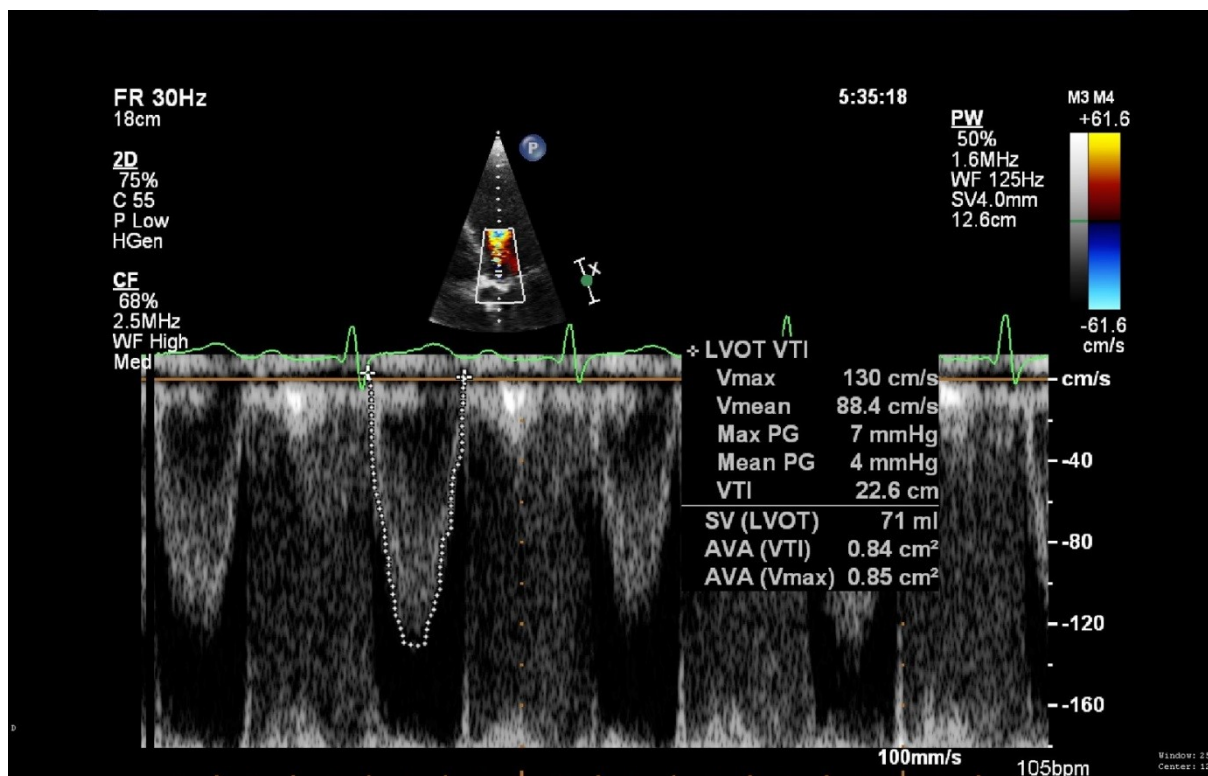 FR 30Hz
18cm
2D
75%
C 55
P Low
HGen
CF
68%
2.5MHz
WF High
Med
P
X
5:35:18
PW
50%
1.6MHz
WF 125Hz
SV4.0mm
12.6cm
M3 M4
+61.6
-61.6
cm/s
LVOT VTI
Vmax 130 cm/s
Vmean 88.4 cm/s
Max PG 7 mmHg
Mean PG 4 mmHg
VTI 22.6 cm
SV (LVOT) 71 ml
AVA (VTI) 0.84 cm²
AVA (Vmax) 0.85 cm²
cm/s
-40
-80
-120
-160
100mm/s
105bpm
D
Window:
Center: